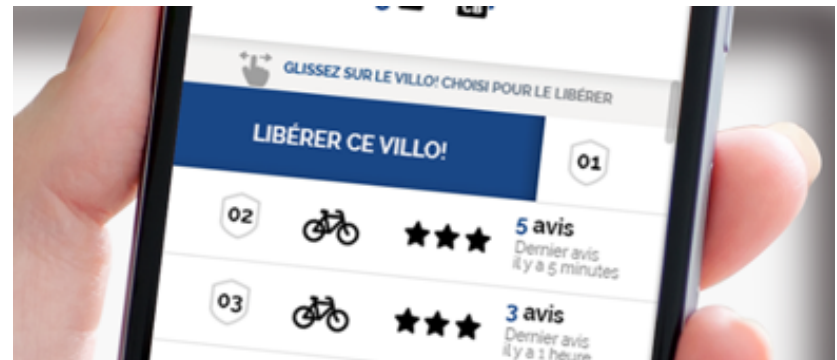 CB
GLISSEZ SUR LE VILLO! CHOISI POUR LE LIBÉRER
LIBÉRER CE VILLO!
01
02
5 avis
Dernier avis
il y a 5 minutes
03
3 avis
Dernier avis
il y a 1 heure